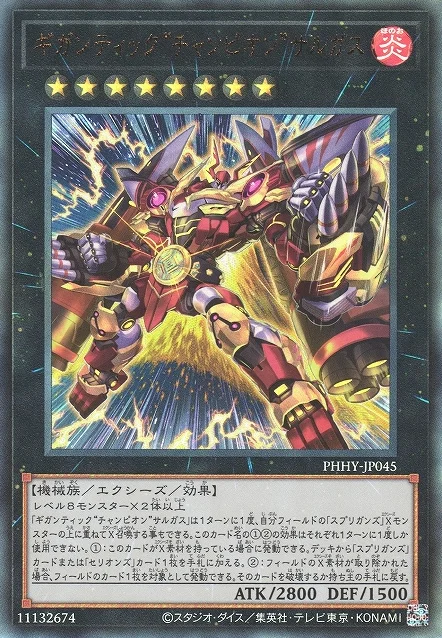 ギガンティック“チャンピオン”サルガス
ほのお
炎
PHHY-JP045
【機械族／エクシーズ／効果】
レベル８モンスター×２体以上
「ギガンティック“チャンピオン”サルガス」は１ターンに１度、自分フィールドの「スプリガンズ」Xモン
スターの上に重ねてX召喚する事もできる。このカード名の①②の効果はそれぞれ１ターンに１度しか
使用できない。①：このカードがX素材を持っている場合に発動できる。デッキから「スプリガンズ」
カードまたは「セリオンズ」カード１枚を手札に加える。②：フィールドのX素材が取り除かれた
場合、フィールドのカード１枚を対象として発動できる。そのカードを破壊するか持ち主の手札に戻す。
ATK/2800 DEF/1500
11132674
©スタジオ・ダイス/集英社・テレビ東京・KONAMI